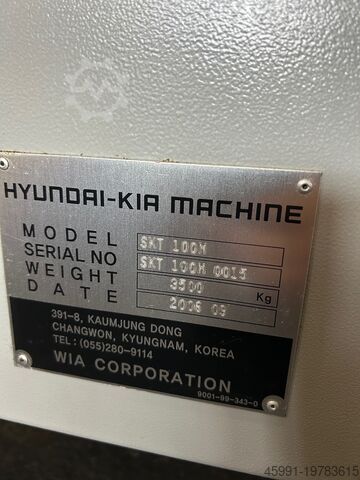 HYUNDAI-KIA MACHINE
MODEL SKT 100M
SERIAL NO SKT 100M 0015
WEIGHT 3500 Kg
DATE 2006 09
391-8, KAUMJUNG DONG
CHANGWON, KYUNGNAM, KOREA
TEL:(055)280-9114
WIA CORPORATION
9001-99-343-0
45991-19783615